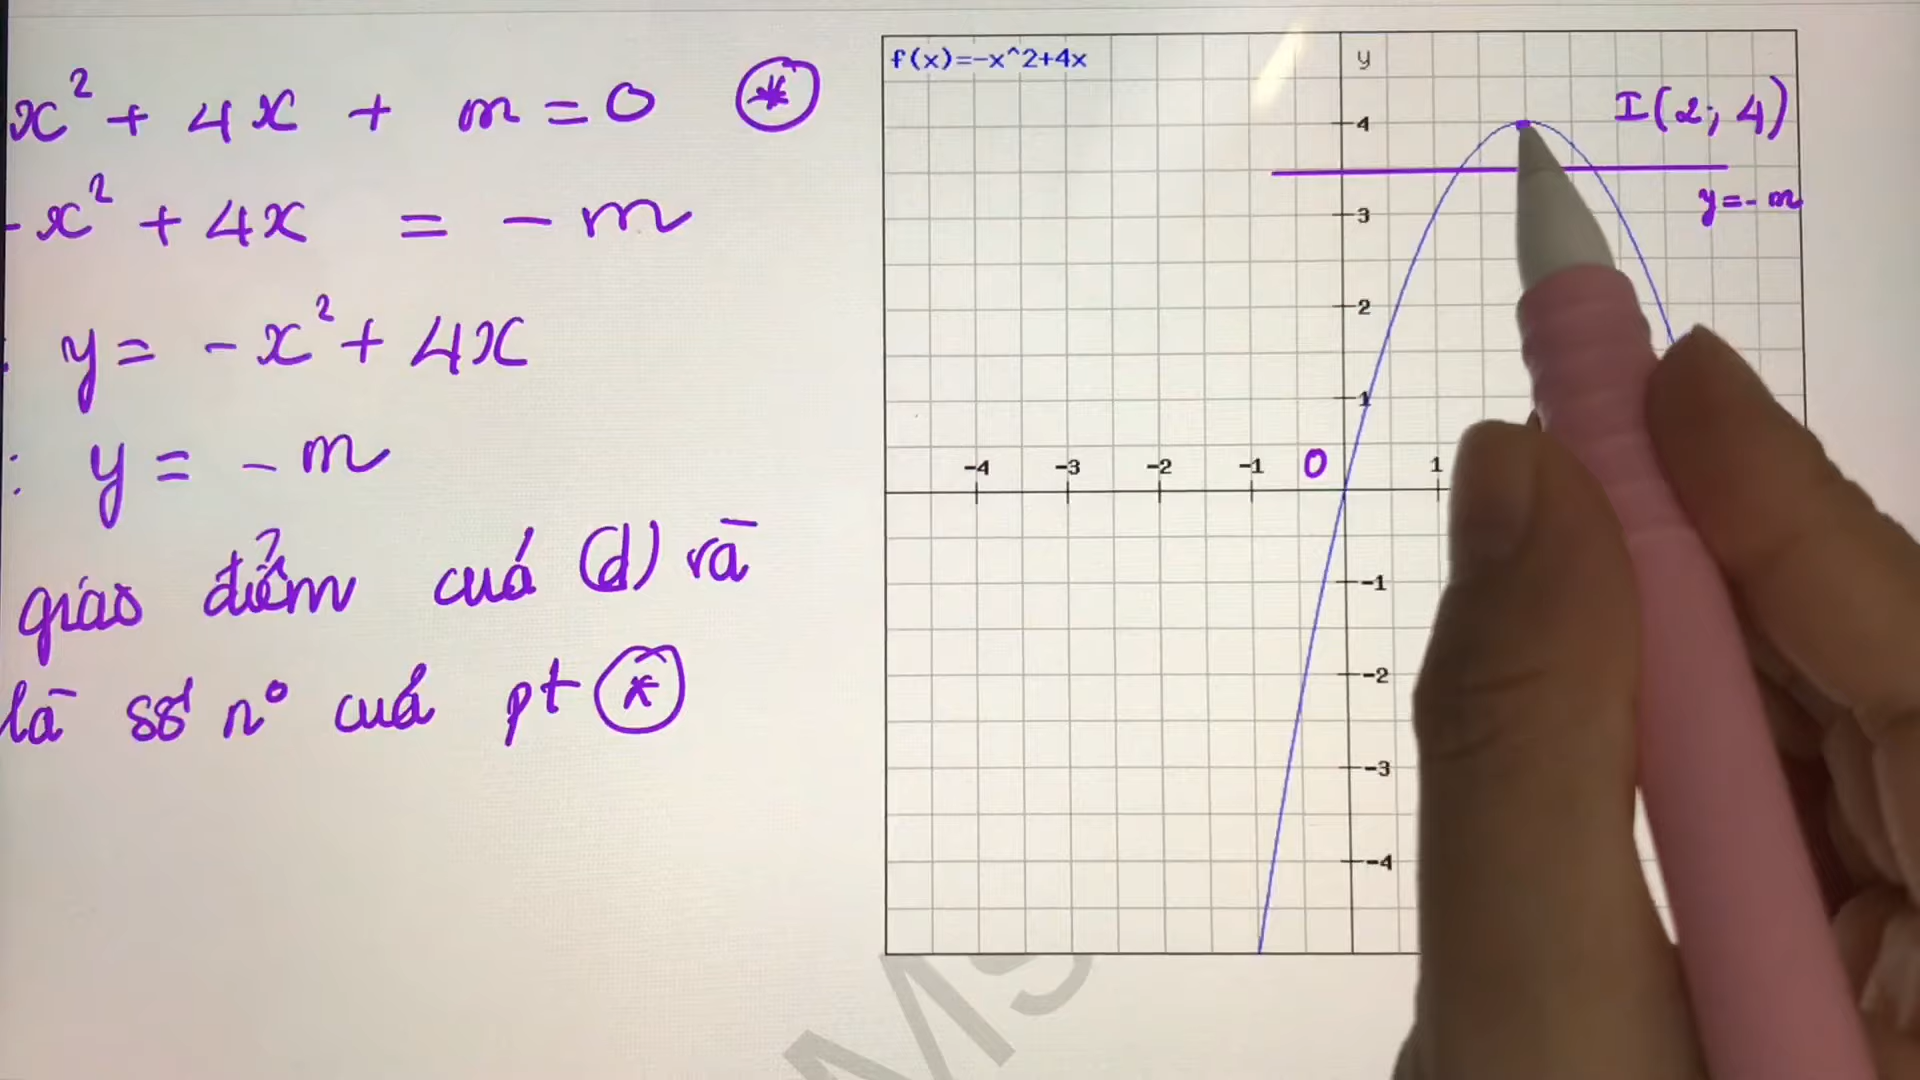 x² + 4x + m = 0 (*)
-x² + 4x = - m
: y = - x² + 4x
: y = - m
giao điểm của (d) và
là số n° của pt (*)
f(x)=-x^2+4x
y
I(2; 4)
y = - m
4
3
2
1
-4 -3 -2 -1 O 1
-1
-2
-3
-4
Ms